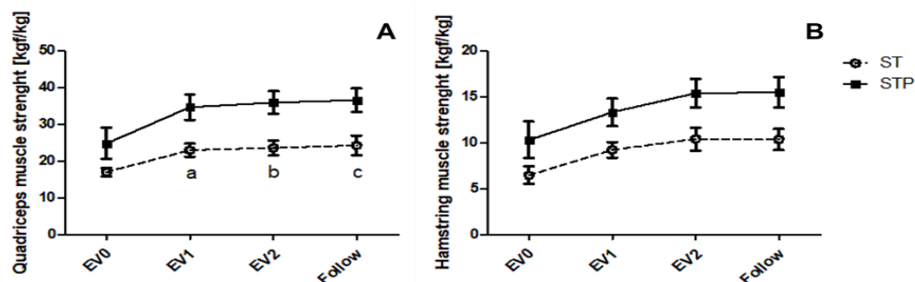 A
Quadriceps muscle strenght [kgf/kg]
50
40
30
20
10
0
a b c
EV0 EV1 EV2 Follow
B
Hamstring muscle strenght [kgf/kg]
20
15
10
5
0
EV0 EV1 EV2 Follow
ST
STP